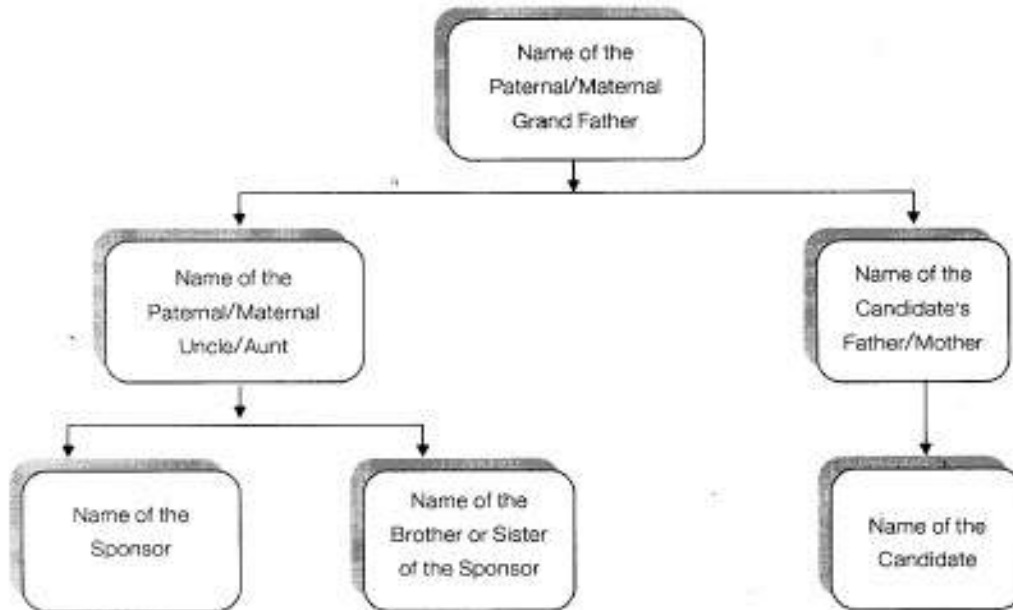 Name of the
Paternal/Maternal
Grand Father
Name of the
Paternal/Maternal
Uncle/Aunt
Name of the
Candidate's
Father/Mother
Name of the
Sponsor
Name of the
Brother or Sister
of the Sponsor
Name of the
Candidate